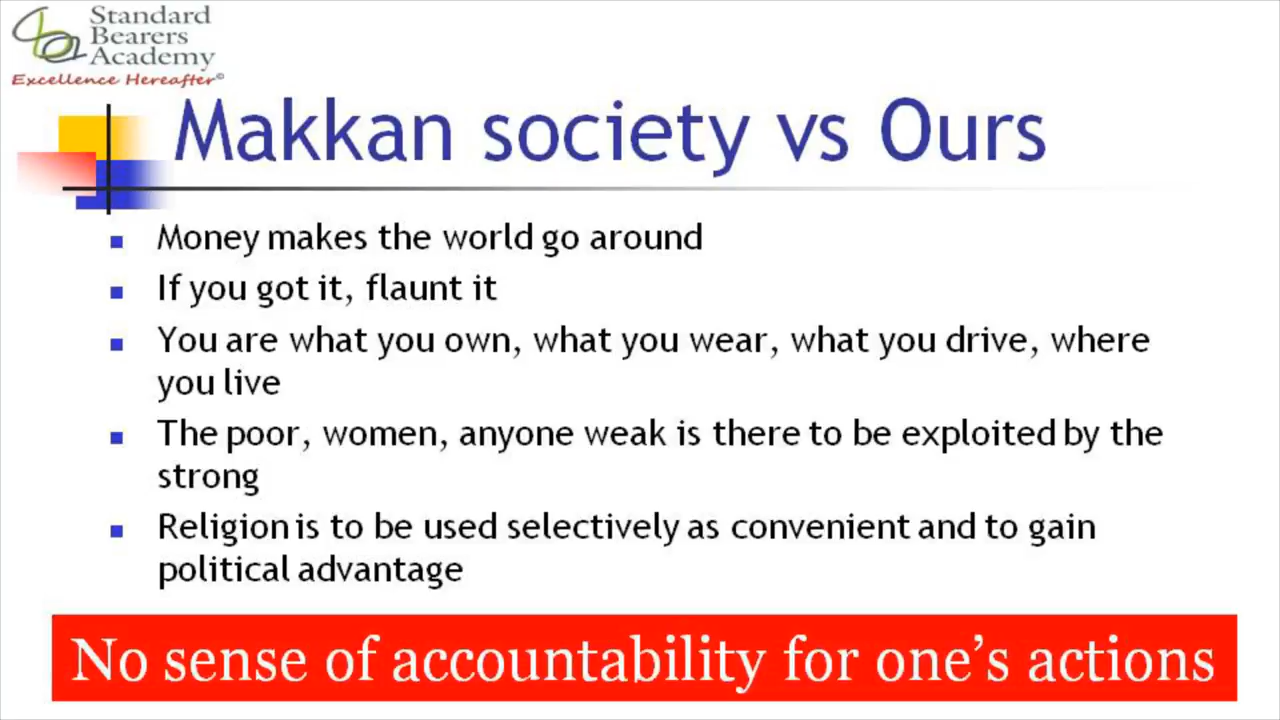 Standard
Bearers
Academy
Excellence Hereafter©
Makkan society vs Ours
Money makes the world go around
If you got it, flaunt it
You are what you own, what you wear, what you drive, where
you live
The poor, women, anyone weak is there to be exploited by the
strong
Religion is to be used selectively as convenient and to gain
political advantage
No sense of accountability for one’s actions